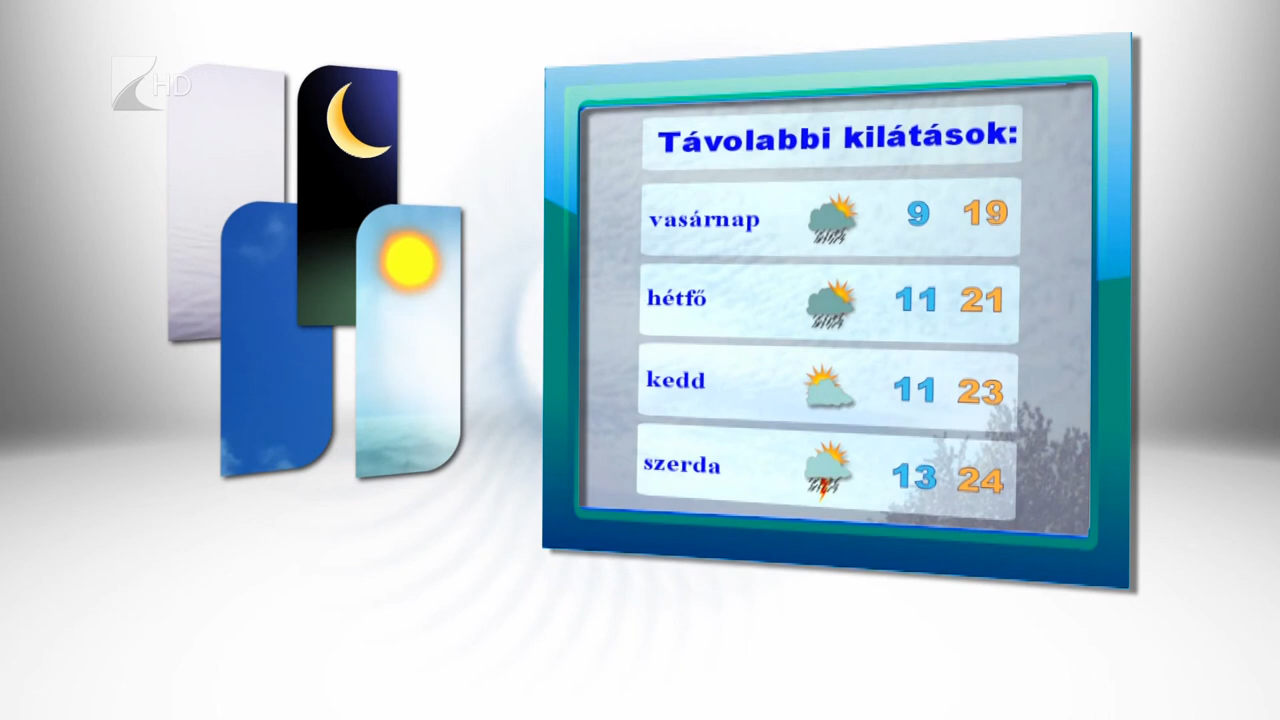 HD
Távolabbi kilátások:
vasárnap 9 19
hétfő 11 21
kedd 11 23
szerda 13 24